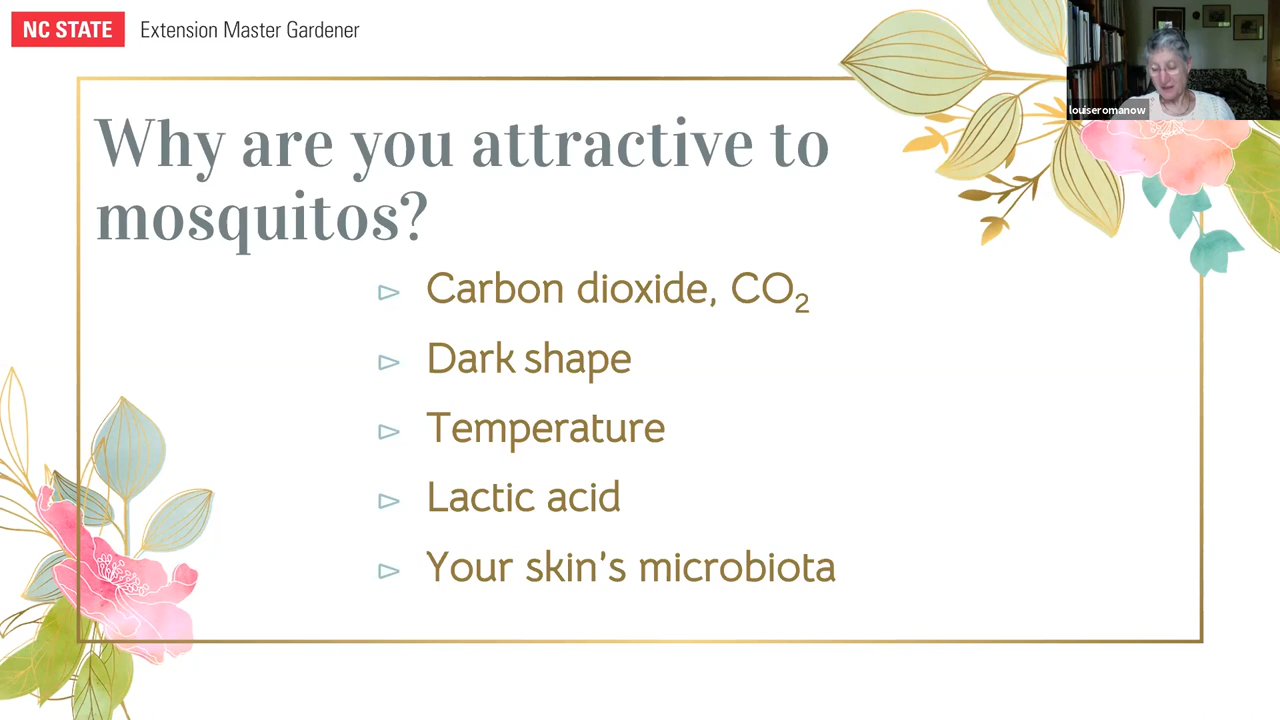 NC STATE Extension Master Gardener
louiseromanow
Why are you attractive to
mosquitos?
▻ Carbon dioxide, CO₂
▻ Dark shape
▻ Temperature
▻ Lactic acid
▻ Your skin’s microbiota